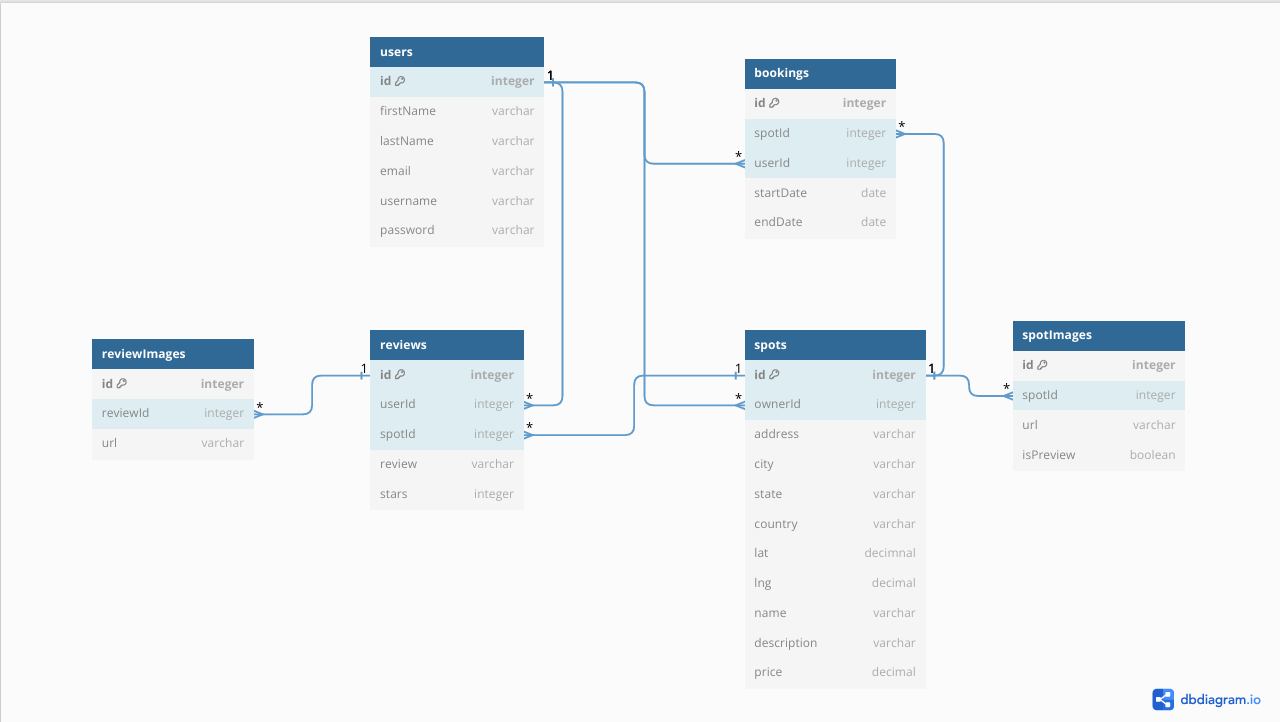 users
id integer
firstName varchar
lastName varchar
email varchar
username varchar
password varchar
1
bookings
id integer
spotId integer
userId integer
startDate date
endDate date
*
*
reviewImages
id integer
reviewId integer
url varchar
*
1
reviews
id integer
userId integer
spotId integer
review varchar
stars integer
*
*
1
*
spots
id integer
ownerId integer
address varchar
city varchar
state varchar
country varchar
lat decimnal
lng decimal
name varchar
description varchar
price decimal
1
*
spotImages
id integer
spotId integer
url varchar
isPreview boolean
dbdiagram.io